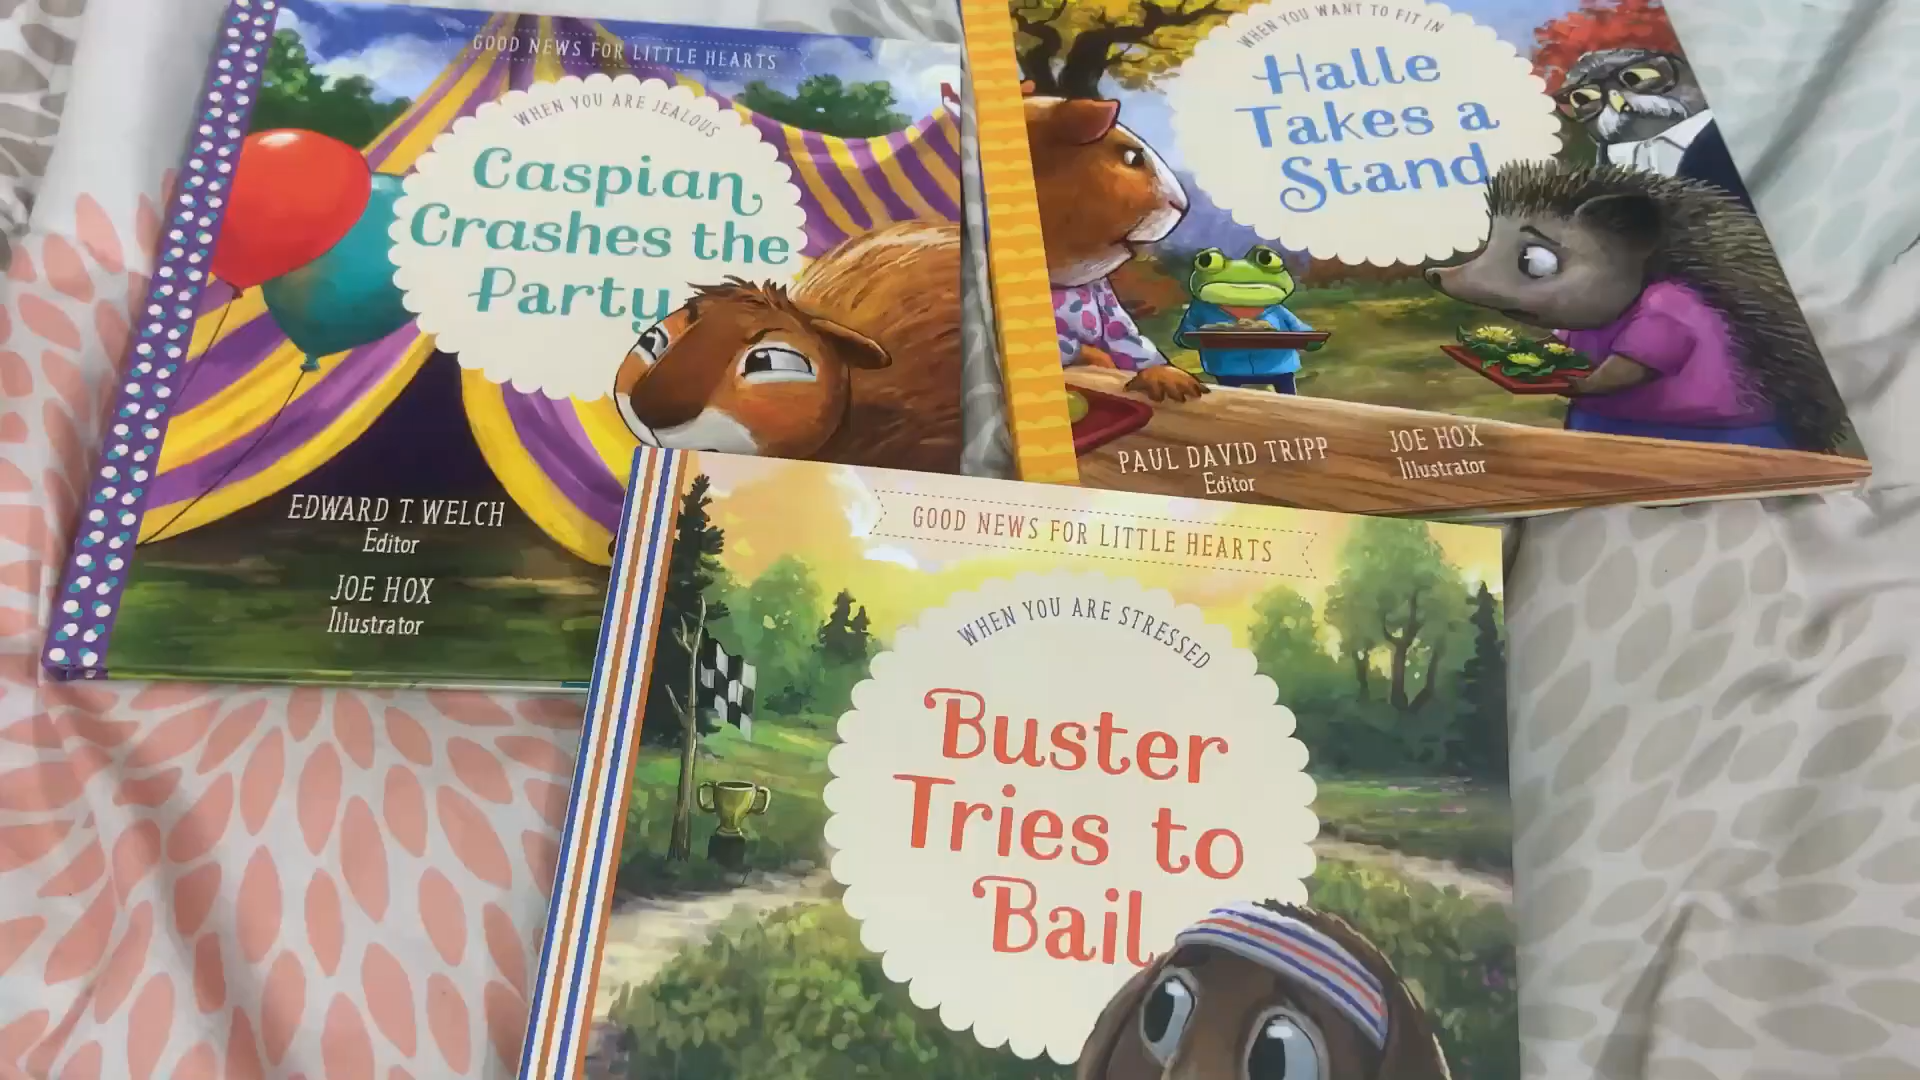 GOOD NEWS FOR LITTLE HEARTS
WHEN YOU ARE JEALOUS
Caspian
Crashes the
Party
EDWARD T. WELCH
Editor
JOE HOX
Illustrator
WHEN YOU WANT TO FIT IN
Halle
Takes a
Stand
PAUL DAVID TRIPP
Editor
JOE HOX
Illustrator
GOOD NEWS FOR LITTLE HEARTS
WHEN YOU ARE STRESSED
Buster
Tries to
Bail